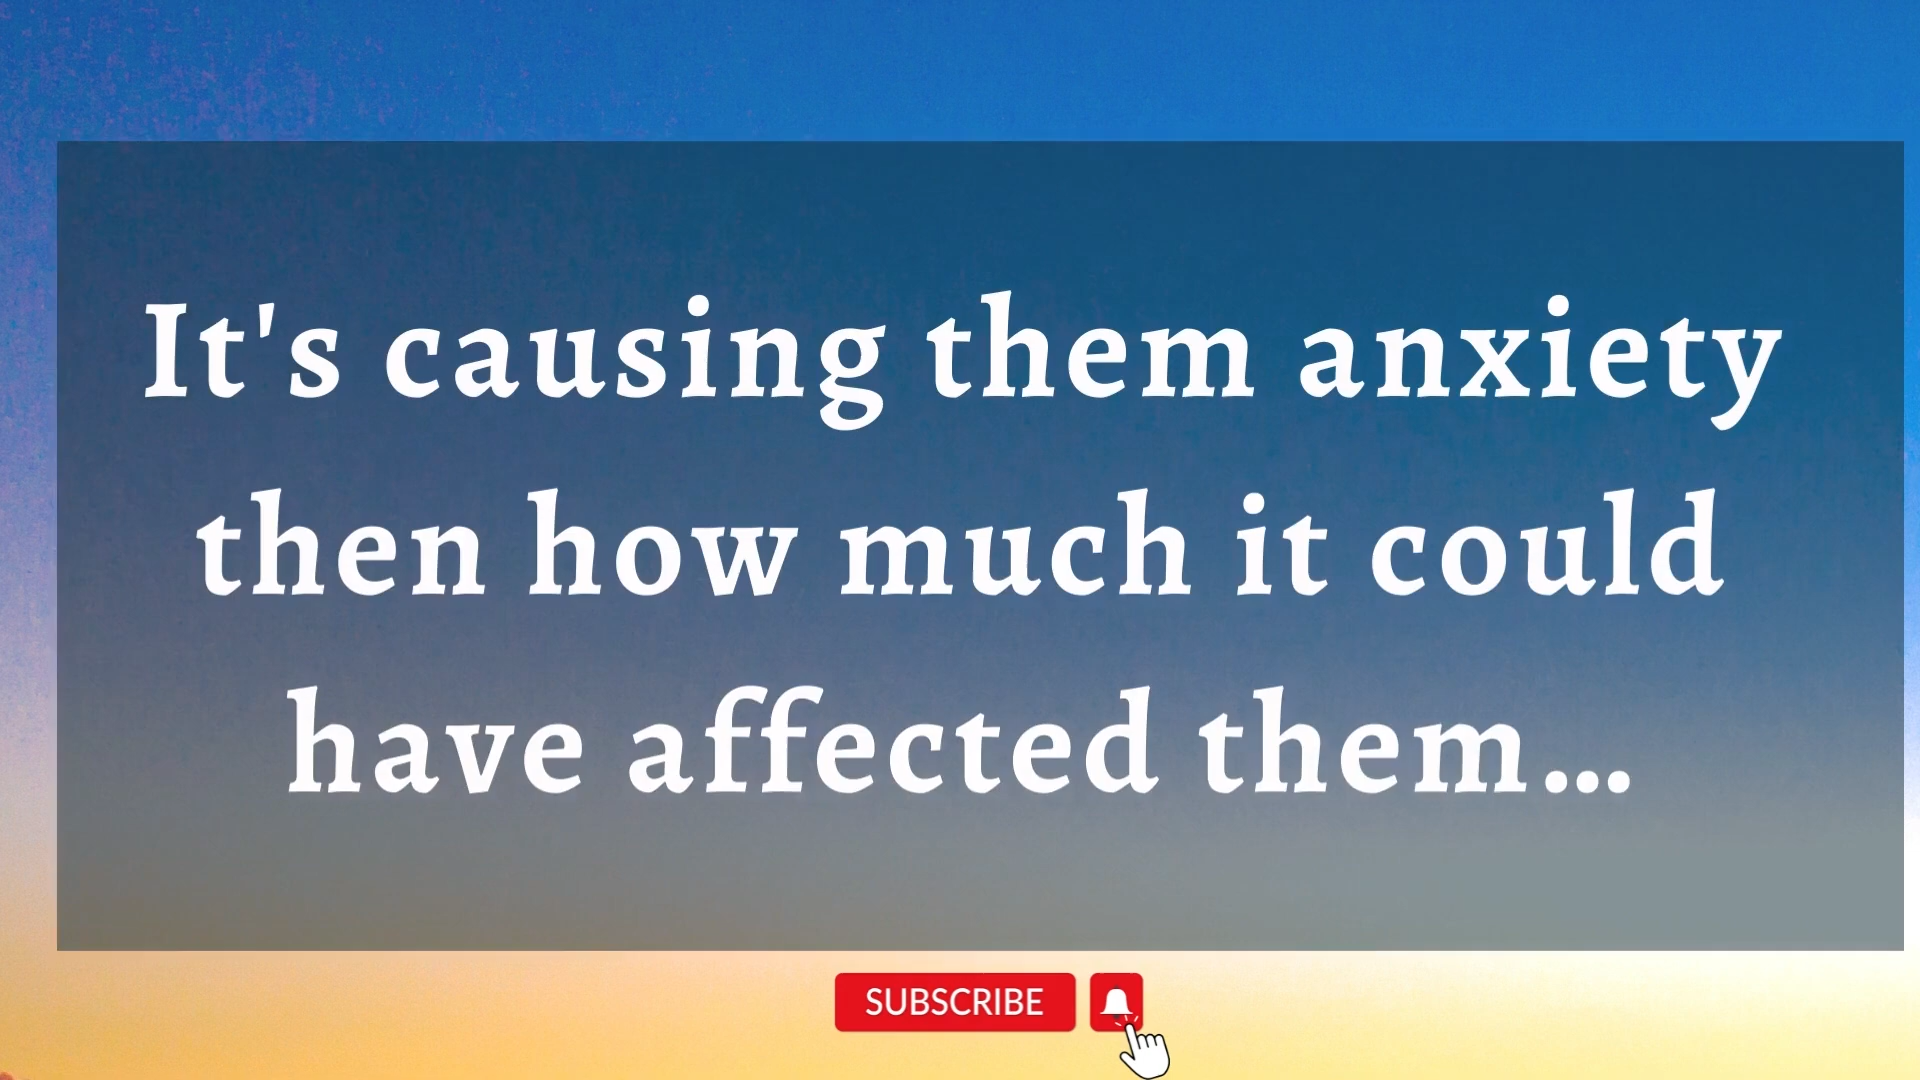 It's causing them anxiety
then how much it could
have affected them...
SUBSCRIBE